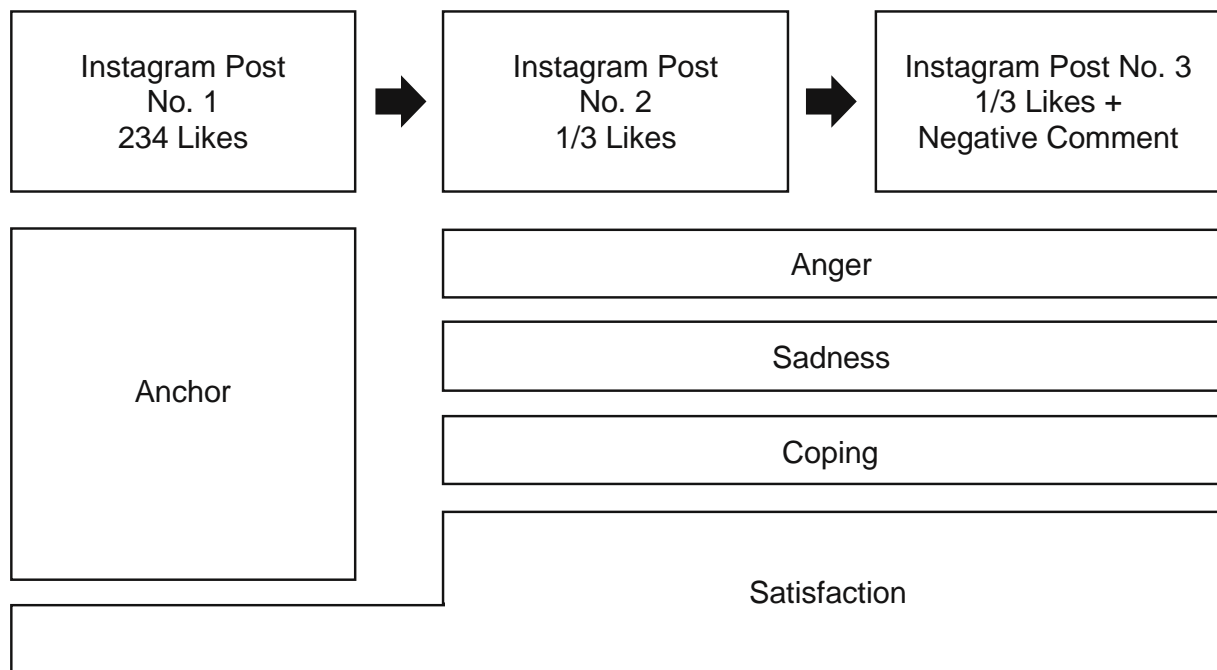 Instagram Post
No. 1
234 Likes
Instagram Post
No. 2
1/3 Likes
Instagram Post No. 3
1/3 Likes +
Negative Comment
Anchor
Anger
Sadness
Coping
Satisfaction